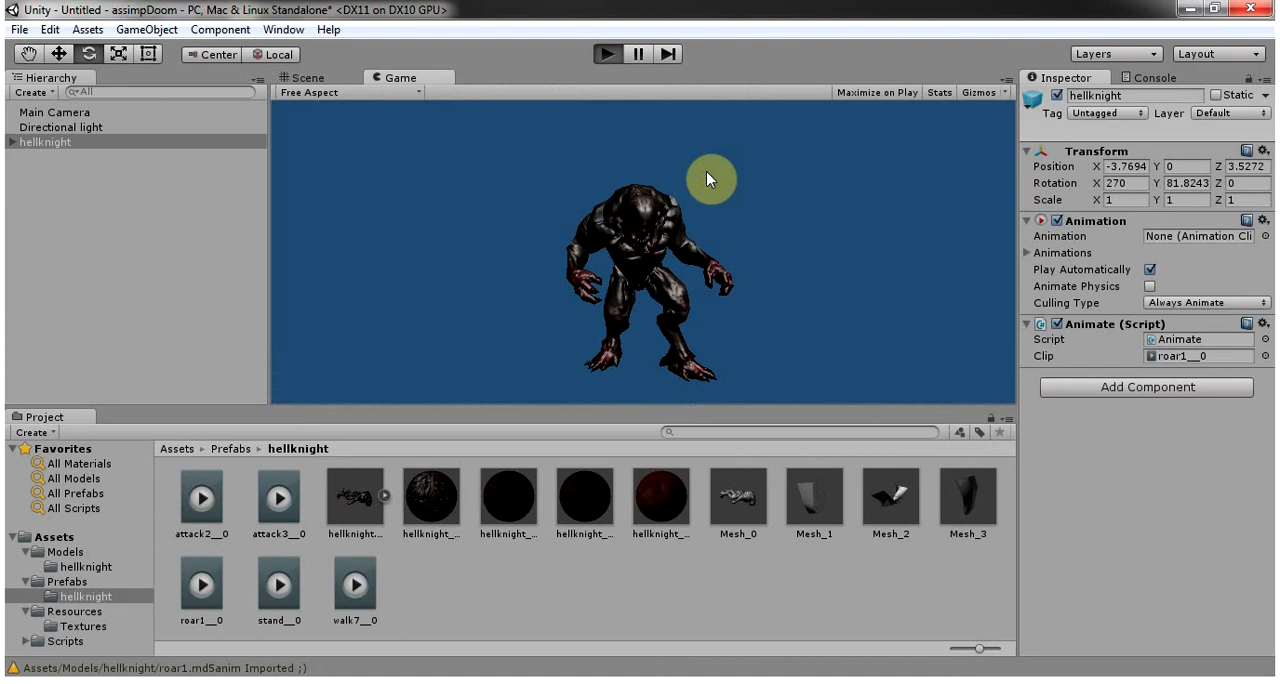 Unity - Untitled - assimpDoom - PC, Mac & Linux Standalone* <DX11 on DX10 GPU>
File Edit Assets GameObject Component Window Help
Center Local Layers Layout
Hierarchy
Create All
Main Camera
Directional light
hellknight
Scene Game
Free Aspect Maximize on Play Stats Gizmos
Inspector Console
hellknight Static
Tag Untagged Layer Default
Transform
Position X -3.7694 Y 0 Z 3.5272
Rotation X 270 Y 81.8243 Z 0
Scale X 1 Y 1 Z 1
Animation
Animation None (Animation Cli
Animations
Play Automatically
Animate Physics
Culling Type Always Animate
Animate (Script)
Script Animate
Clip roar1__0
Add Component
Project
Create
Favorites
All Materials
All Models
All Prefabs
All Scripts
Assets
Models
hellknight
Prefabs
hellknight
Resources
Textures
Scripts
Assets Prefabs hellknight
attack2__0 attack3__0 hellknight... hellknight_... hellknight_... hellknight_... hellknight_... Mesh_0 Mesh_1 Mesh_2 Mesh_3
roar1__0 stand__0 walk7__0
Assets/Models/hellknight/roar1.md5anim Imported ;)